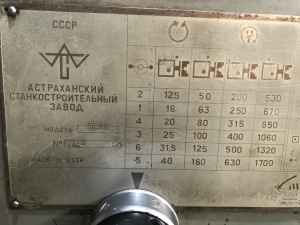 СССР
АСТРАХАНСКИЙ
СТАНКОСТРОИТЕЛЬНЫЙ
ЗАВОД
МОДЕЛЬ
№
MADE IN USSR
2 12,5 50 200 530
1 16 63 250 670
4 20 80 315 850
3 25 100 400 1060
6 31,5 125 500 1320
5 40 160 630 1700